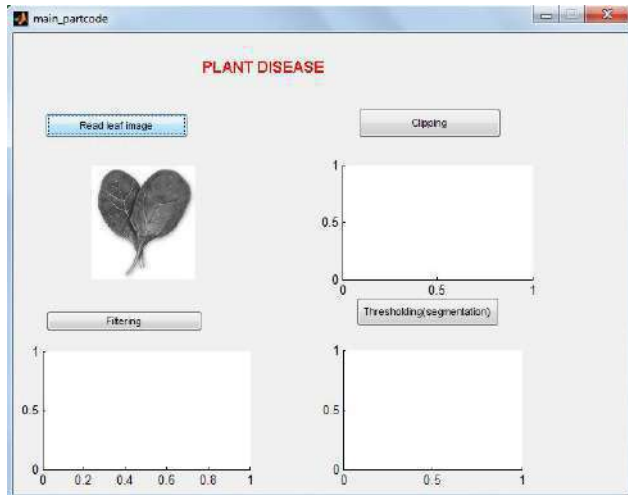 main_partcode
PLANT DISEASE
Read leaf image
Clipping
1
0.5
0
0 0.5 1
Filtering
Thresholding(segmentation)
1
0.5
0
0 0.2 0.4 0.6 0.8 1
1
0.5
0
0 0.5 1